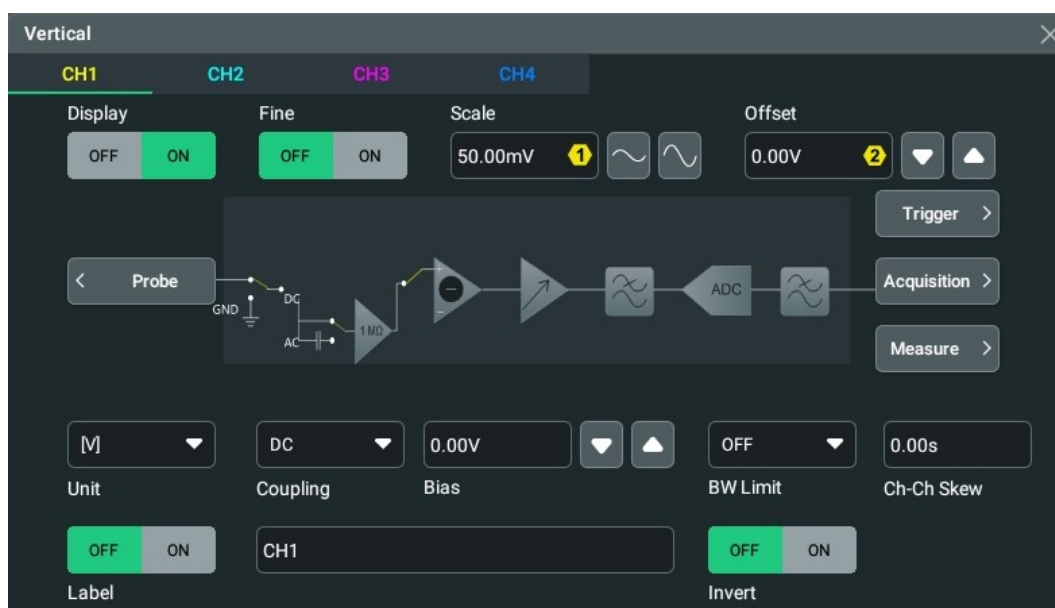 Vertical
CH1 CH2 CH3 CH4
Display Fine Scale Offset
OFF ON OFF ON 50.00mV 1 0.00V 2
Trigger >
< Probe DC ADC Acquisition >
GND
1 MΩ
AC
Measure >
[V] DC 0.00V OFF 0.00s
Unit Coupling Bias BW Limit Ch-Ch Skew
OFF ON CH1 OFF ON
Label Invert